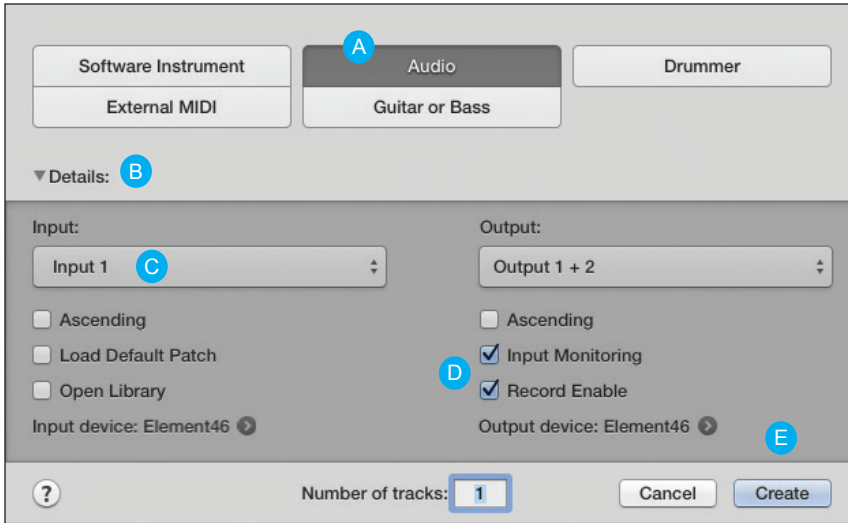 A
Software Instrument Audio Drummer
External MIDI Guitar or Bass
Details: B
Input: Output:
Input 1 C Output 1 + 2
Ascending Ascending
Load Default Patch Input Monitoring
D
Open Library Record Enable
Input device: Element46 Output device: Element46
E
? Number of tracks: 1 Cancel Create